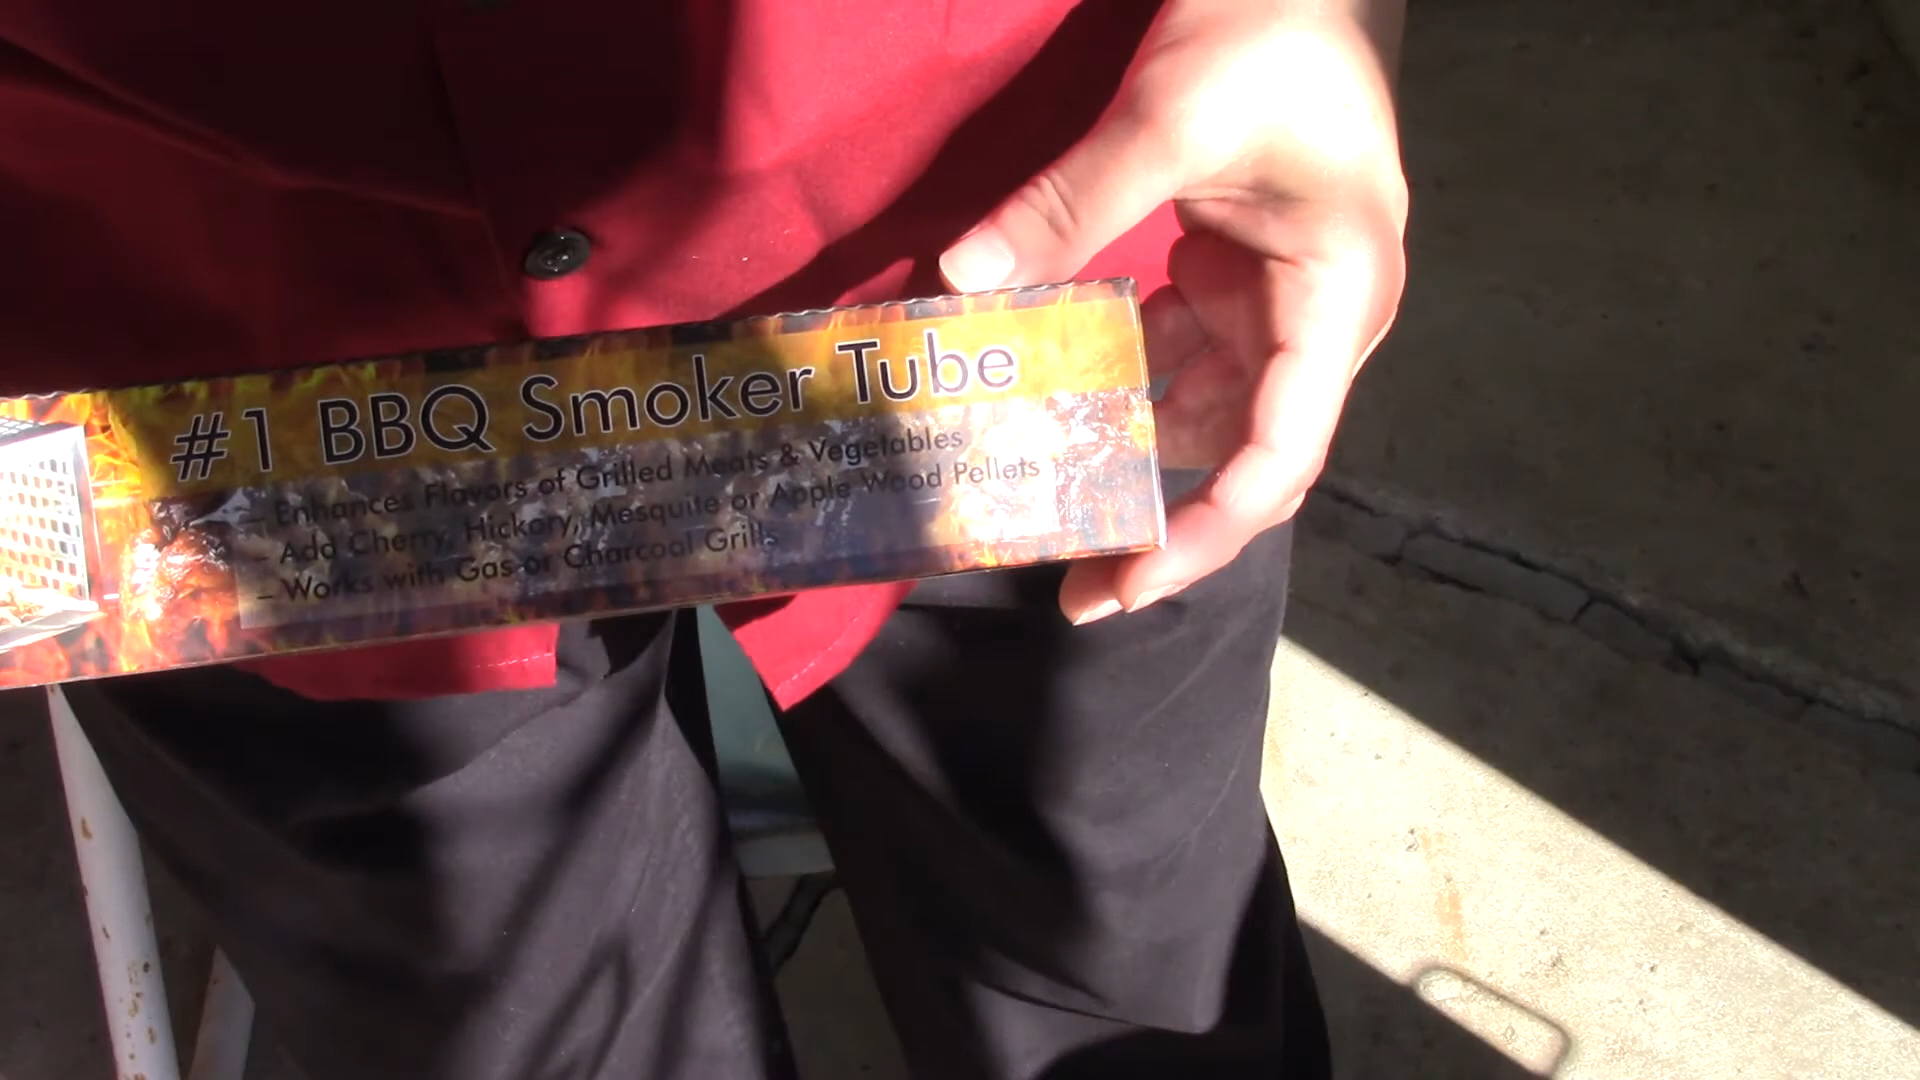 #1 BBQ Smoker Tube
– Enhances Flavors of Grilled Meats & Vegetables
– Add Cherry, Hickory, Mesquite or Apple Wood Pellets
– Works with Gas or Charcoal Grills